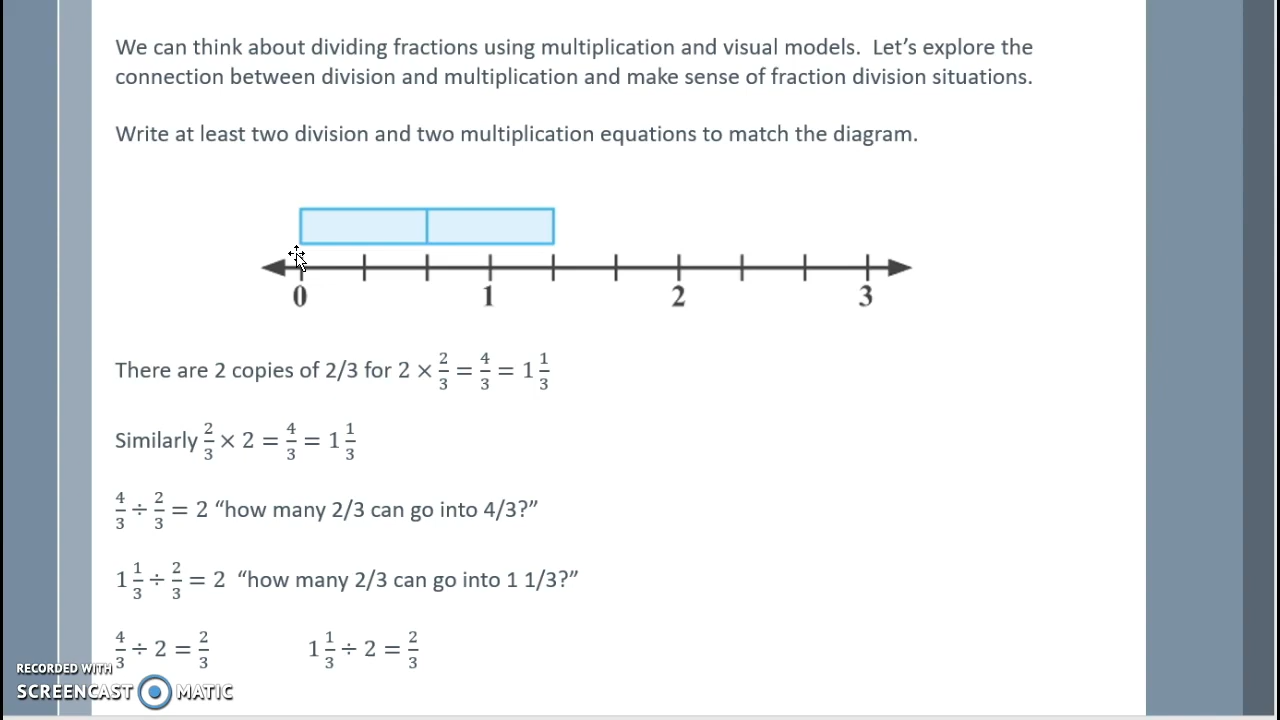 We can think about dividing fractions using multiplication and visual models.  Let’s explore the
connection between division and multiplication and make sense of fraction division situations.
Write at least two division and two multiplication equations to match the diagram.
0 1 2 3
There are 2 copies of 2/3 for 2 × 2/3 = 4/3 = 1 1/3
Similarly 2/3 × 2 = 4/3 = 1 1/3
4/3 ÷ 2/3 = 2 “how many 2/3 can go into 4/3?”
1 1/3 ÷ 2/3 = 2  “how many 2/3 can go into 1 1/3?”
4/3 ÷ 2 = 2/3    1 1/3 ÷ 2 = 2/3
RECORDED WITH
SCREENCAST MATIC